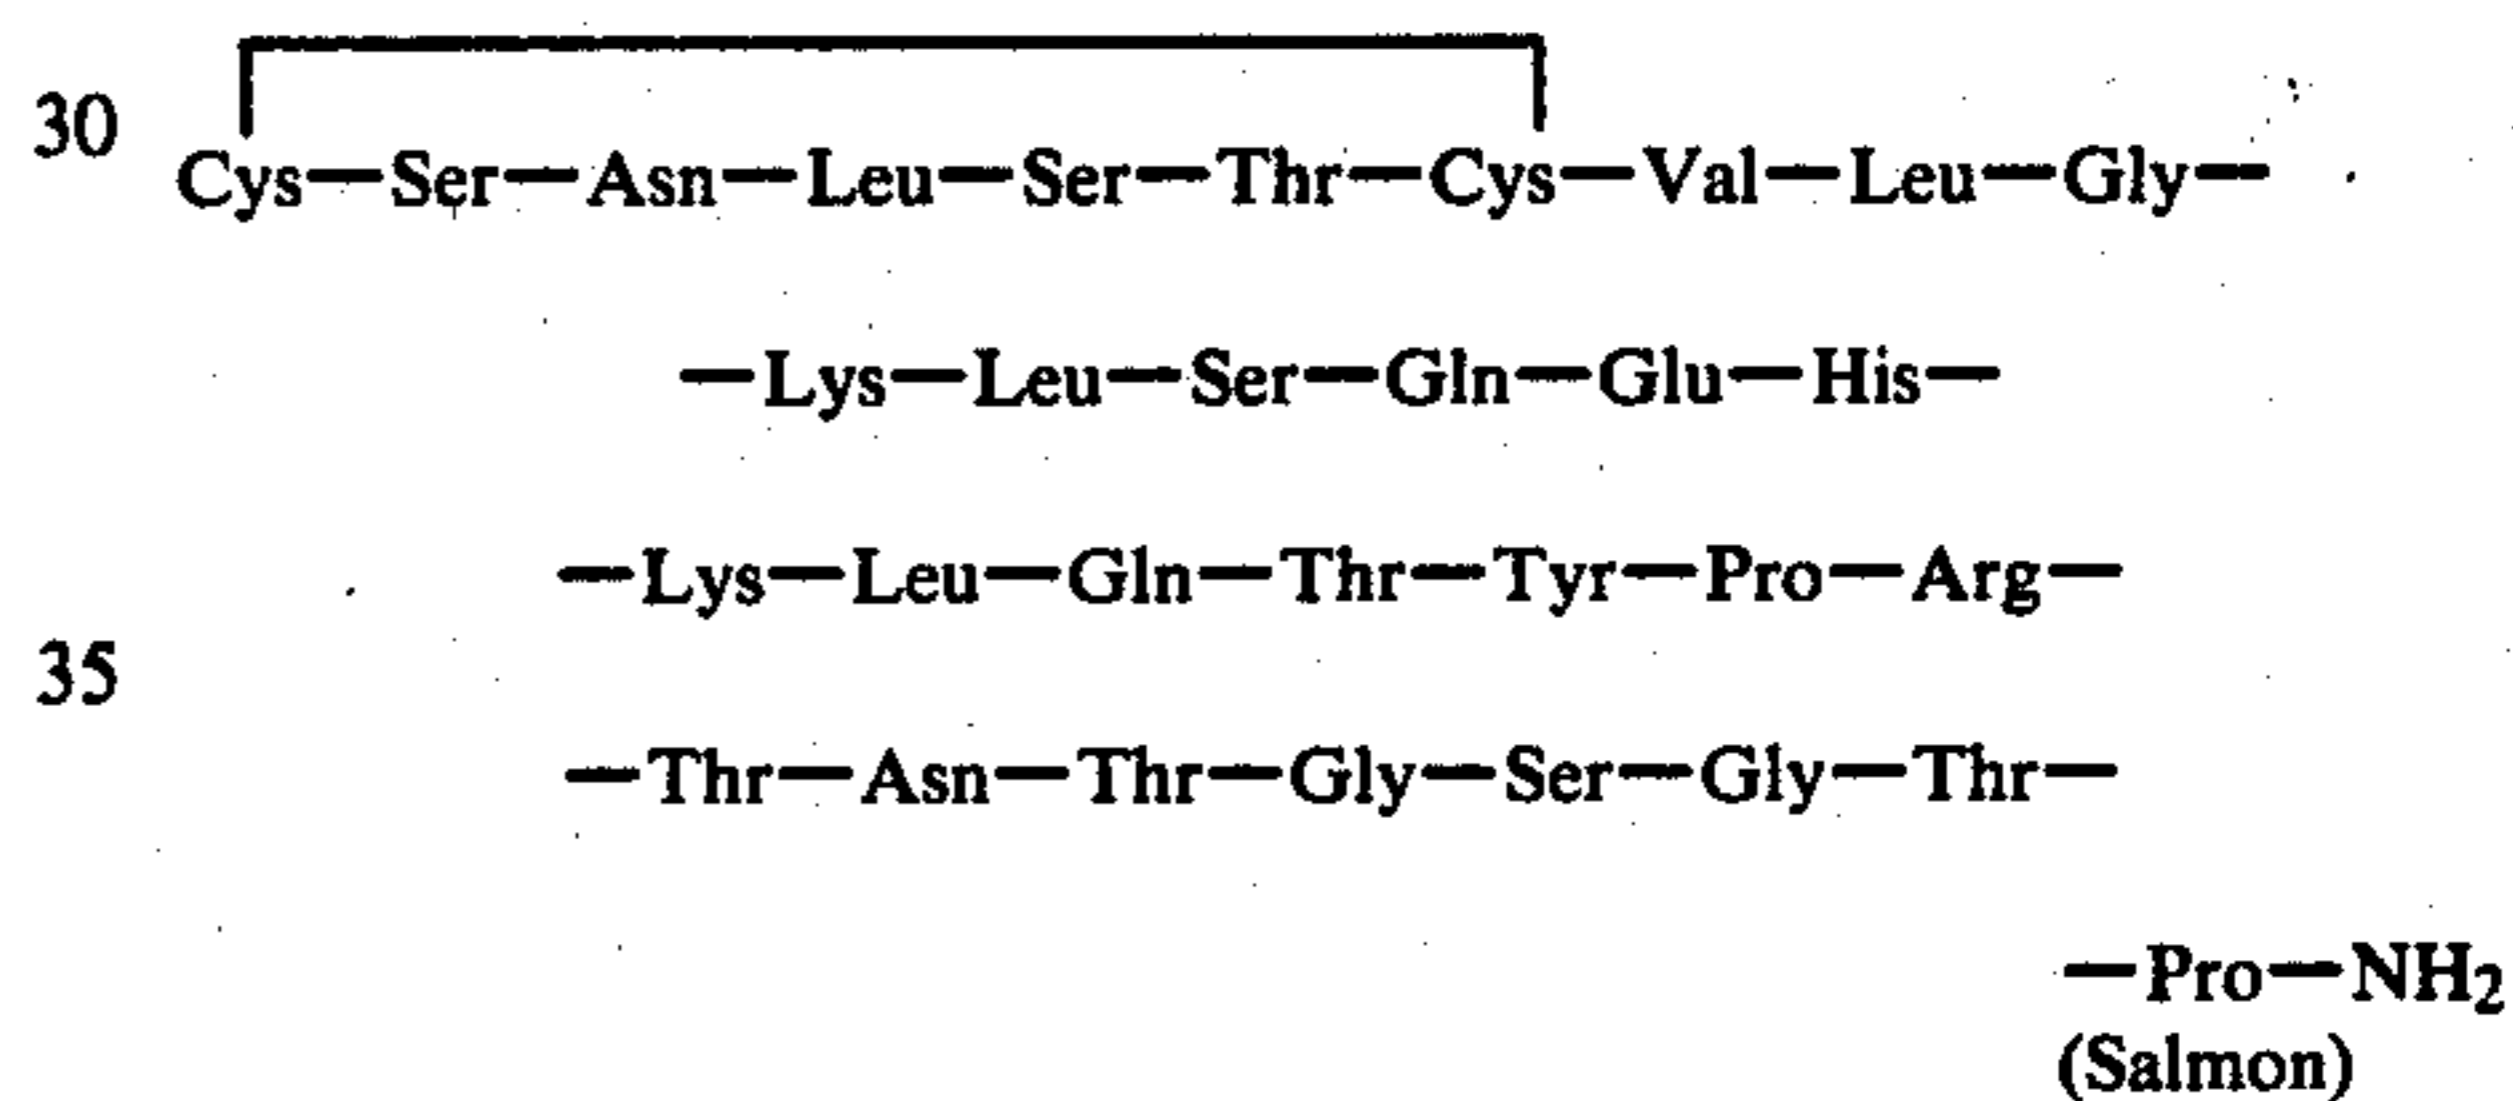 30
Cys—Ser—Asn—Leu—Ser—Thr—Cys—Val—Leu—Gly—
—Lys—Leu—Ser—Gln—Glu—His—
—Lys—Leu—Gln—Thr—Tyr—Pro—Arg—
35
—Thr—Asn—Thr—Gly—Ser—Gly—Thr—
—Pro—NH₂
(Salmon)